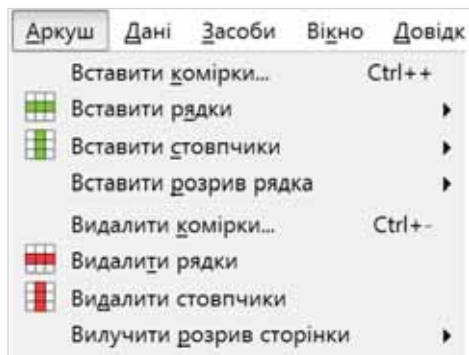 Аркуш Дані Засоби Вікно Довідк
Вставити комірки... Ctrl++
Вставити рядки
Вставити стовпчики
Вставити розрив рядка
Видалити комірки... Ctrl+-
Видалити рядки
Видалити стовпчики
Вилучити розрив сторінки